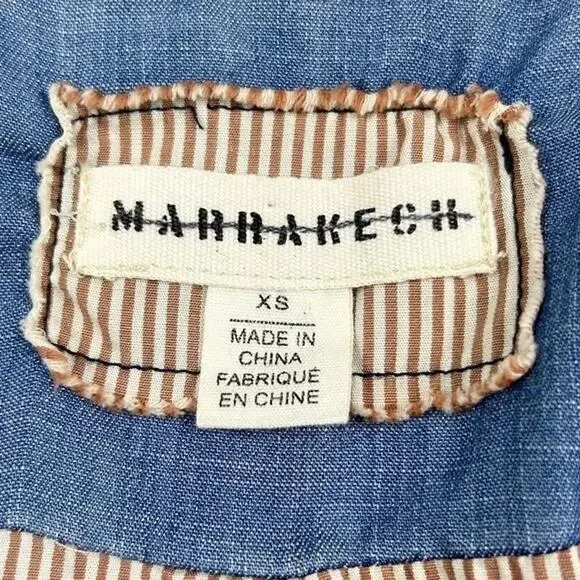 MARRAKECH
XS
MADE IN
CHINA
FABRIQUÉ
EN CHINE